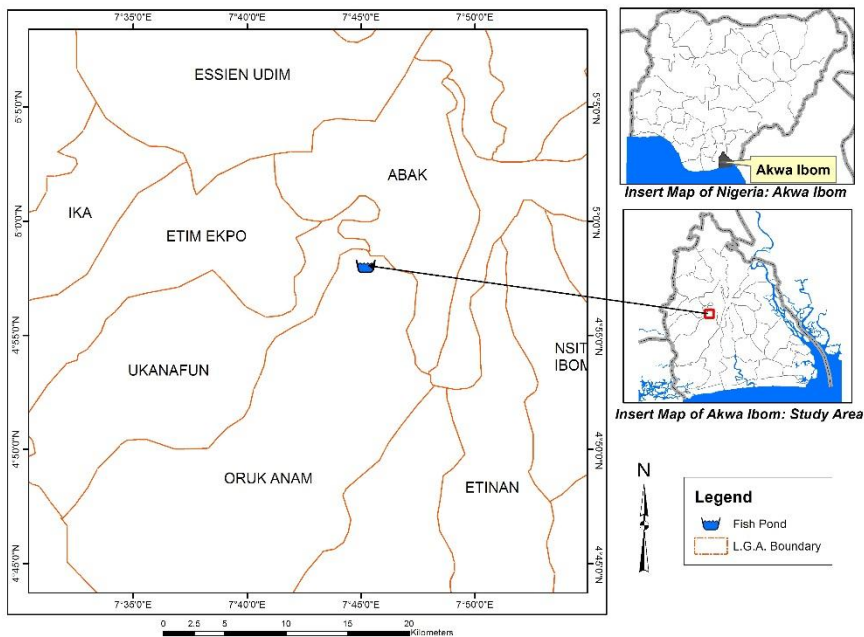 7°35'0"E 7°40'0"E 7°45'0"E 7°50'0"E
ESSIEN UDIM
5°5'0"N 5°5'0"N
ABAK
IKA
5°0'0"N 5°0'0"N
ETIM EKPO
4°55'0"N 4°55'0"N
UKANAFUN
NSIT
IBOM
4°50'0"N 4°50'0"N
ORUK ANAM
ETINAN
4°45'0"N 4°45'0"N
7°35'0"E 7°40'0"E 7°45'0"E 7°50'0"E
0 2.5 5 10 15 20
Kilometers
Akwa Ibom
Insert Map of Nigeria: Akwa Ibom
Insert Map of Akwa Ibom: Study Area
N
Legend
Fish Pond
L.G.A. Boundary